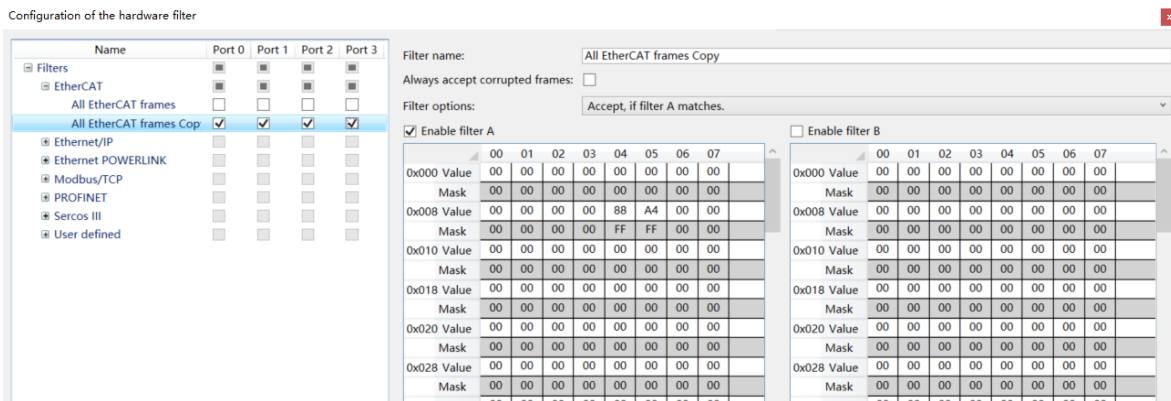 Configuration of the hardware filter
x
Name Port 0 Port 1 Port 2 Port 3
Filters
EtherCAT
All EtherCAT frames
All EtherCAT frames Cop
Ethernet/IP
Ethernet POWERLINK
Modbus/TCP
PROFINET
Sercos III
User defined
Filter name: All EtherCAT frames Copy
Always accept corrupted frames:
Filter options: Accept, if filter A matches.
Enable filter A
00 01 02 03 04 05 06 07
0x000 Value 00 00 00 00 00 00 00 00
Mask 00 00 00 00 00 00 00 00
0x008 Value 00 00 00 00 88 A4 00 00
Mask 00 00 00 00 FF FF 00 00
0x010 Value 00 00 00 00 00 00 00 00
Mask 00 00 00 00 00 00 00 00
0x018 Value 00 00 00 00 00 00 00 00
Mask 00 00 00 00 00 00 00 00
0x020 Value 00 00 00 00 00 00 00 00
Mask 00 00 00 00 00 00 00 00
0x028 Value 00 00 00 00 00 00 00 00
Mask 00 00 00 00 00 00 00 00
Enable filter B
00 01 02 03 04 05 06 07
0x000 Value 00 00 00 00 00 00 00 00
Mask 00 00 00 00 00 00 00 00
0x008 Value 00 00 00 00 00 00 00 00
Mask 00 00 00 00 00 00 00 00
0x010 Value 00 00 00 00 00 00 00 00
Mask 00 00 00 00 00 00 00 00
0x018 Value 00 00 00 00 00 00 00 00
Mask 00 00 00 00 00 00 00 00
0x020 Value 00 00 00 00 00 00 00 00
Mask 00 00 00 00 00 00 00 00
0x028 Value 00 00 00 00 00 00 00 00
Mask 00 00 00 00 00 00 00 00